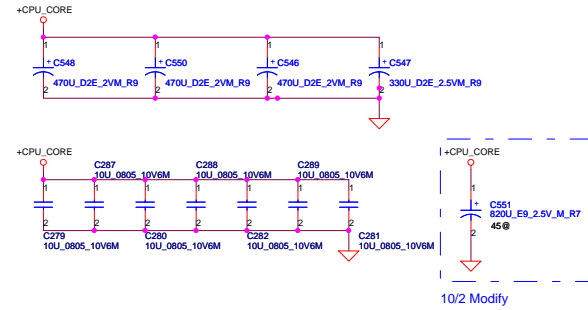 +CPU_CORE
1 1 1 1
+ C548 + C550 + C546 + C547
470U_D2E_2VM_R9 470U_D2E_2VM_R9 470U_D2E_2VM_R9 330U_D2E_2.5VM_R9
2 2 2 2
+CPU_CORE
C287 C288 C289
10U_0805_10V6M 10U_0805_10V6M 10U_0805_10V6M
1 1 1 1 1 1 1
2 2 2 2 2 2 2
C279 C280 C282 C281
10U_0805_10V6M 10U_0805_10V6M 10U_0805_10V6M 10U_0805_10V6M
+CPU_CORE
1
+ C551
820U_E9_2.5V_M_R7
45@
2
10/2 Modify